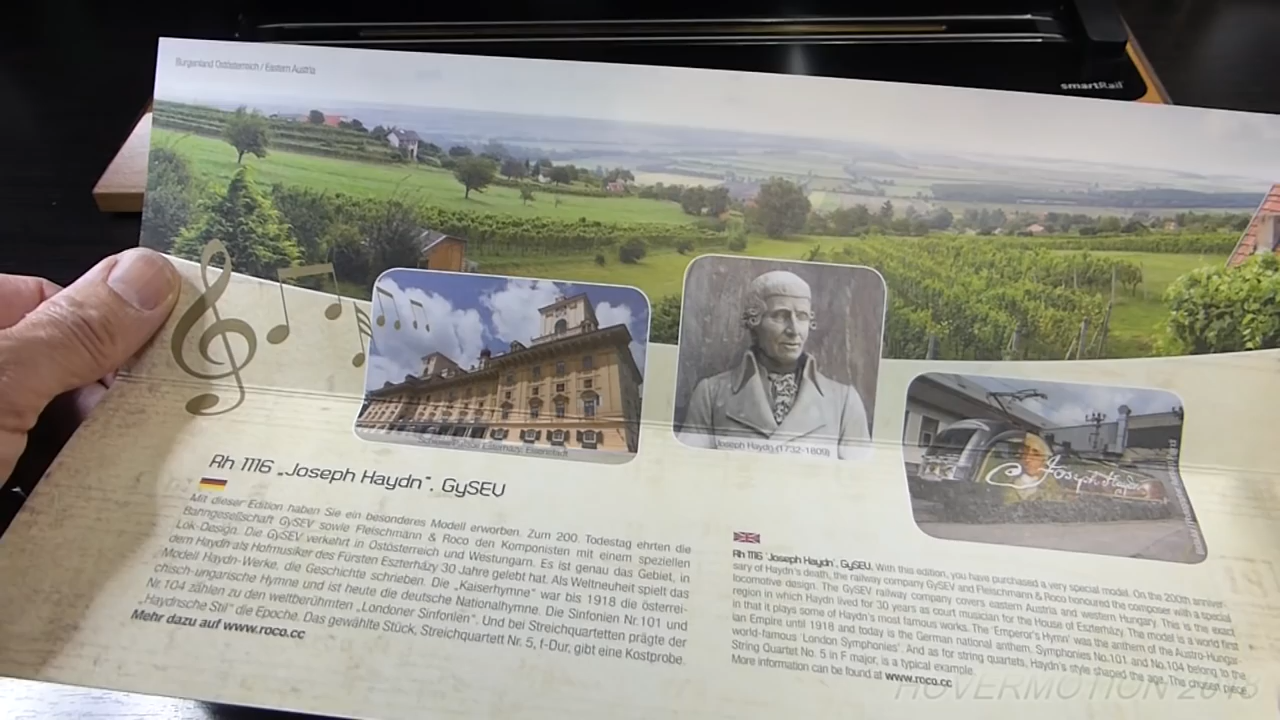 Burgenland Ostösterreich / Eastern Austria
smartRail
Schloss Esterházy, Eisenstadt
Joseph Haydn (1732-1809)
Joseph Haydn
Rh 1116 „Joseph Haydn“, GySEV
Mit dieser Edition haben Sie ein besonderes Modell erworben. Zum 200. Todestag ehrten die
Bahngesellschaft GySEV sowie Fleischmann & Roco den Komponisten mit einem speziellen
Lok-Design. Die GySEV verkehrt in Ostösterreich und Westungarn. Es ist genau das Gebiet, in
dem Haydn als Hofmusiker des Fürsten Eszterházy 30 Jahre gelebt hat. Als Weltneuheit spielt das
Modell Haydn-Werke, die Geschichte schrieben. Die „Kaiserhymne“ war bis 1918 die österrei-
chisch-ungarische Hymne und ist heute die deutsche Nationalhymne. Die Sinfonien Nr.101 und
Nr.104 zählen zu den weltberühmten „Londoner Sinfonien“. Und bei Streichquartetten prägte der
„Haydnsche Stil“ die Epoche. Das gewählte Stück, Streichquartett Nr. 5, f-Dur, gibt eine Kostprobe.
Mehr dazu auf www.roco.cc
Rh 1116 "Joseph Haydn", GySEU. With this edition, you have purchased a very special model. On the 200th anniver-
sary of Haydn's death, the railway company GySEV and Fleischmann & Roco honoured the composer with a special
locomotive design. The GySEV railway company covers eastern Austria and western Hungary. This is the exact
region in which Haydn lived for 30 years as court musician for the House of Eszterházy. The model is a world first
in that it plays some of Haydn's most famous works. The 'Emperor's Hymn' was the anthem of the Austro-Hungar-
ian Empire until 1918 and today is the German national anthem. Symphonies No.101 and No.104 belong to the
world-famous 'London Symphonies'. And as for string quartets, Haydn's style shaped the age. The chosen piece,
String Quartet No. 5 in F major, is a typical example.
More information can be found at www.roco.cc
HOVERMOTION 2018